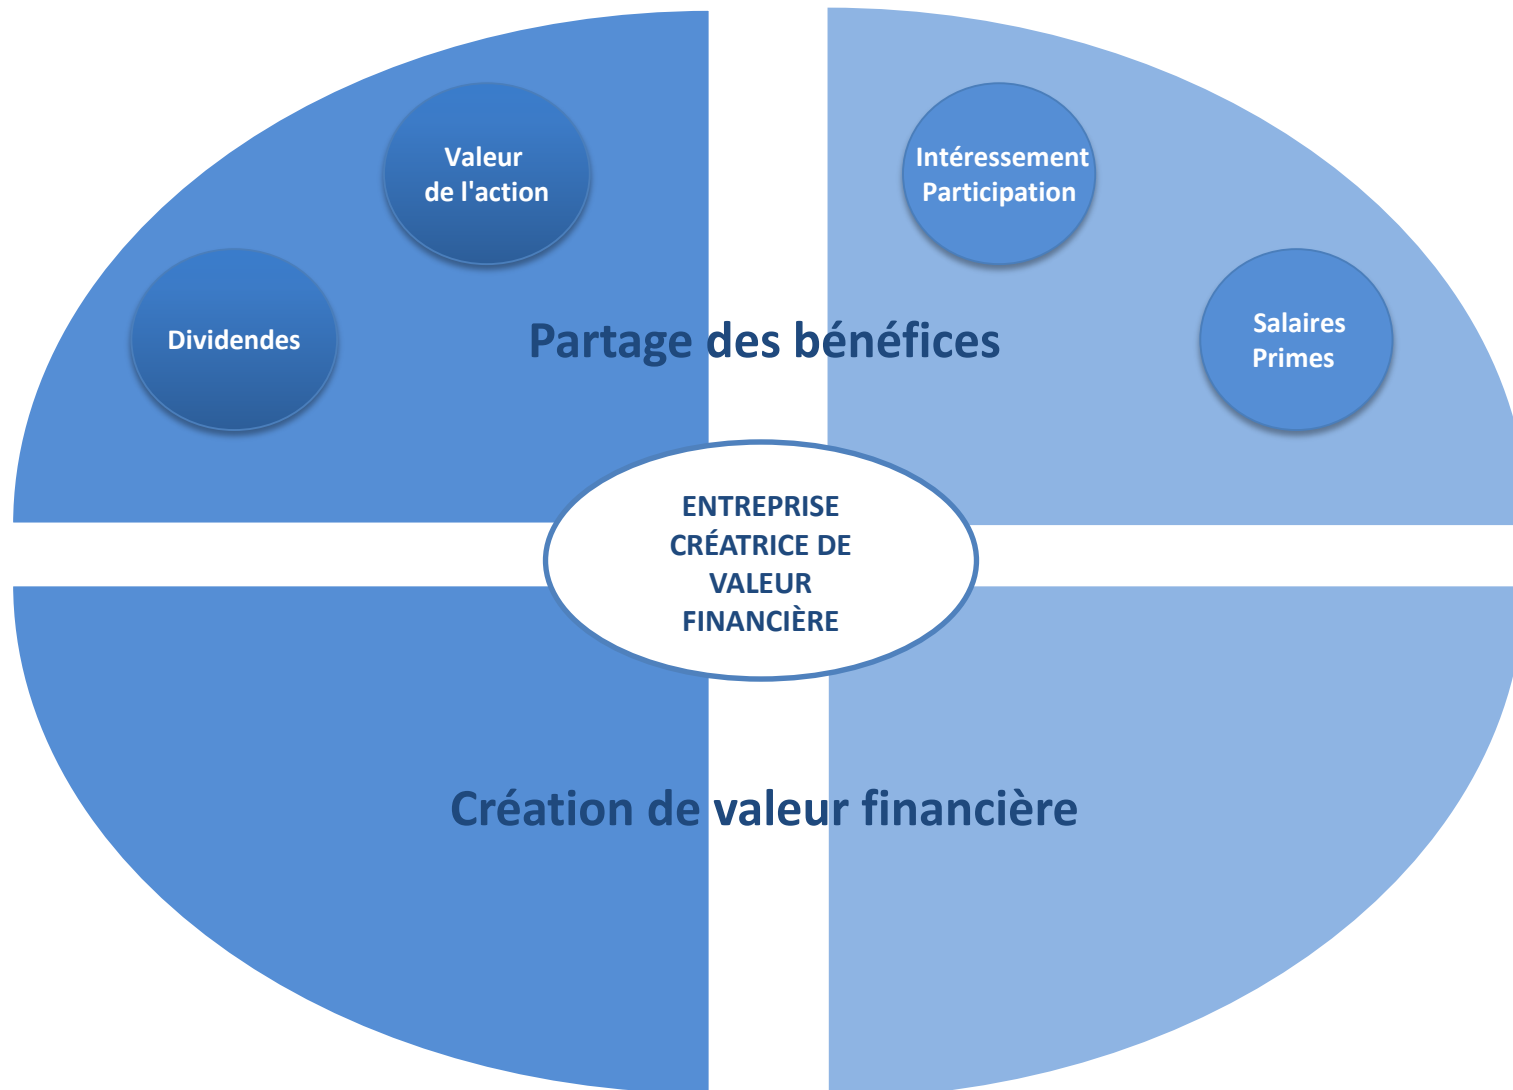 Valeur
de l'action
Intéressement
Participation
Dividendes
Partage des bénéfices
Salaires
Primes
ENTREPRISE
CRÉATRICE DE
VALEUR
FINANCIÈRE
Création de valeur financière